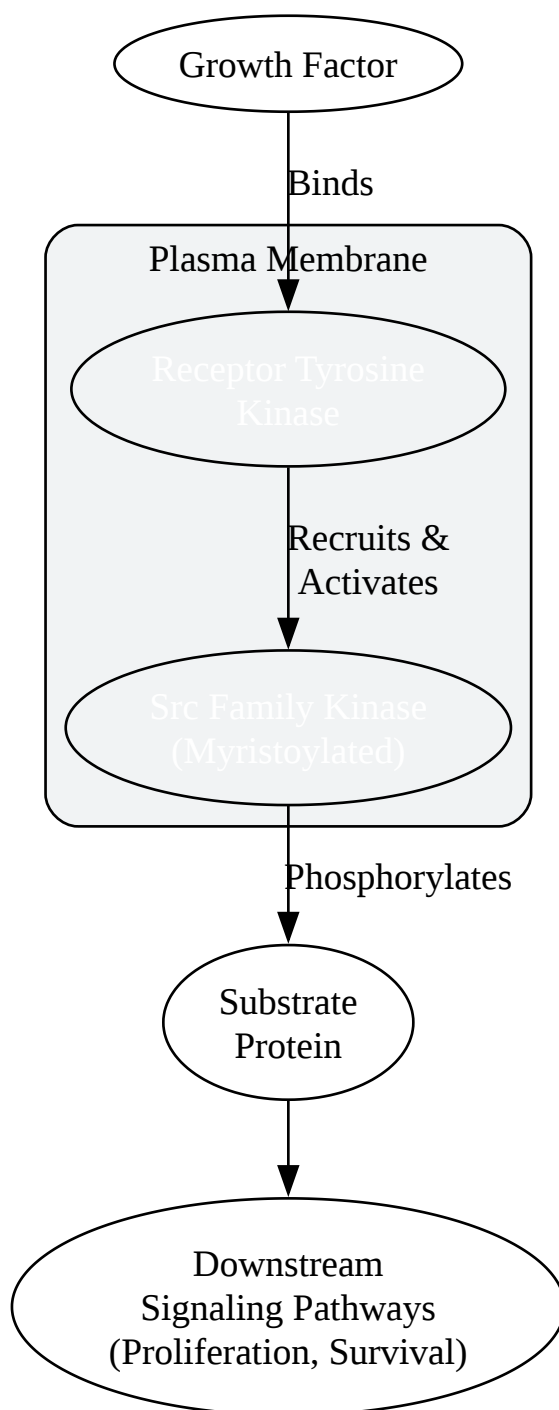 Growth Factor
Binds
Plasma Membrane
Receptor Tyrosine
Kinase
Recruits &
Activates
Src Family Kinase
(Myristoylated)
Phosphorylates
Substrate
Protein
Downstream
Signaling Pathways
(Proliferation, Survival)